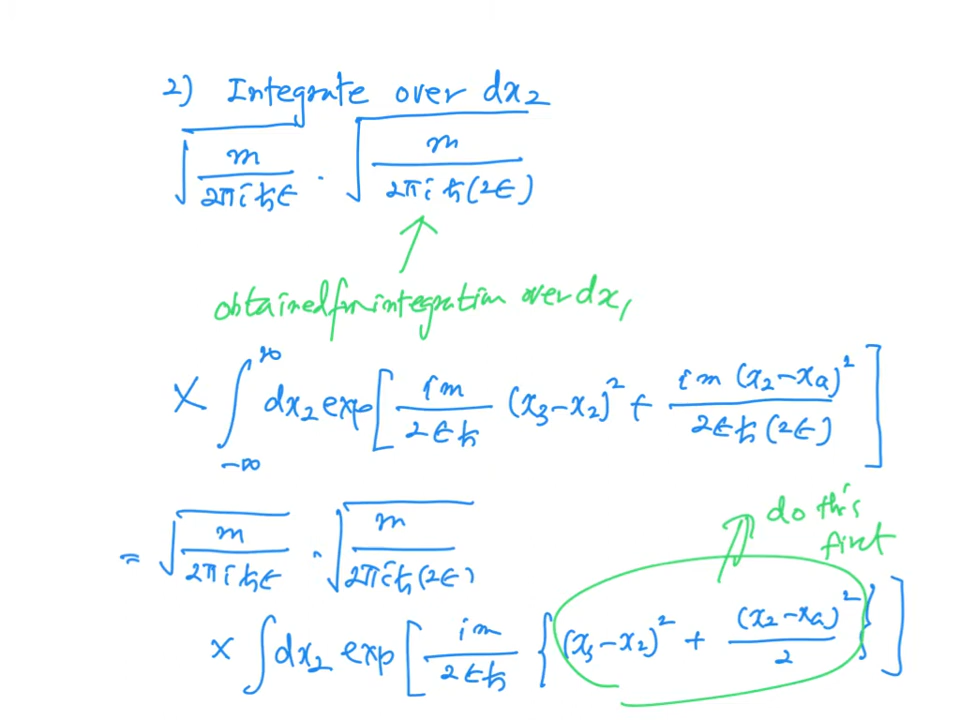 2) Integrate over dx₂
√(m/(2πiħϵ)) · √(m/(2πiħ(2ϵ)))
obtained from integration over dx₁
× ∫_{-∞}^{∞} dx₂ exp[ im/(2ϵħ) (x₃-x₂)² + im(x₂-xa)²/(2ϵħ(2ϵ)) ]
do this
first
= √(m/(2πiħϵ)) · √(m/(2πiħ(2ϵ)))
× ∫dx₂ exp[ im/(2ϵħ) { (x₃-x₂)² + (x₂-xa)²/2 } ]